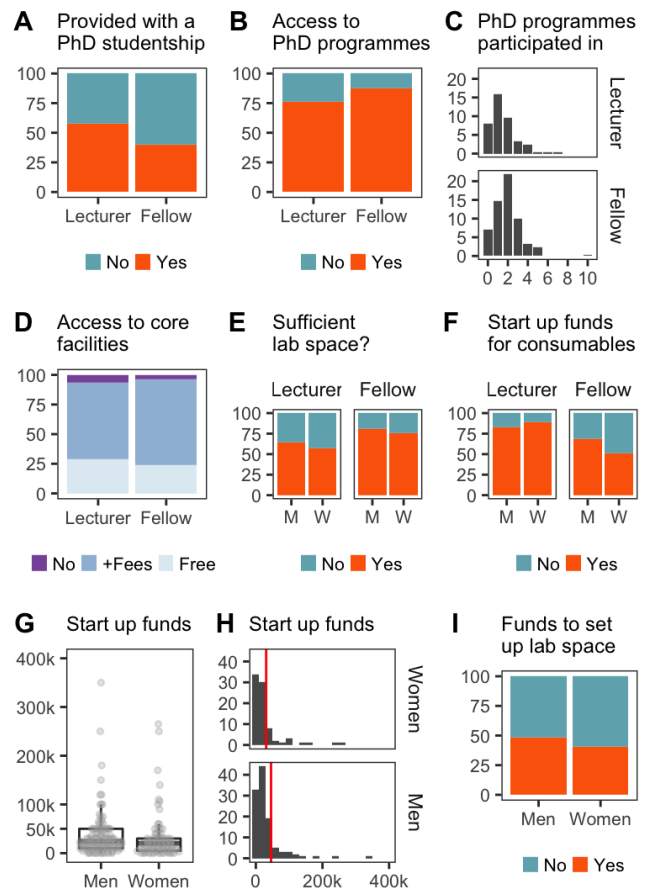 A Provided with a
PhD studentship
B Access to
PhD programmes
C PhD programmes
participated in
100
75
50
25
0
Lecturer Fellow
No Yes
100
75
50
25
0
Lecturer Fellow
No Yes
20
15
10
5
0
Lecturer
20
15
10
5
0
Fellow
0 2 4 6 8 10
D Access to core
facilities
E Sufficient
lab space?
F Start up funds
for consumables
100
75
50
25
0
Lecturer Fellow
No +Fees Free
Lecturer Fellow
100
75
50
25
0
M W M W
No Yes
Lecturer Fellow
100
75
50
25
0
M W M W
No Yes
G Start up funds
H Start up funds
I Funds to set
up lab space
400k
300k
200k
100k
50k
0
Men Women
40
30
20
10
0
Women
40
30
20
10
0
Men
0 200k 400k
100
75
50
25
0
Men Women
No Yes